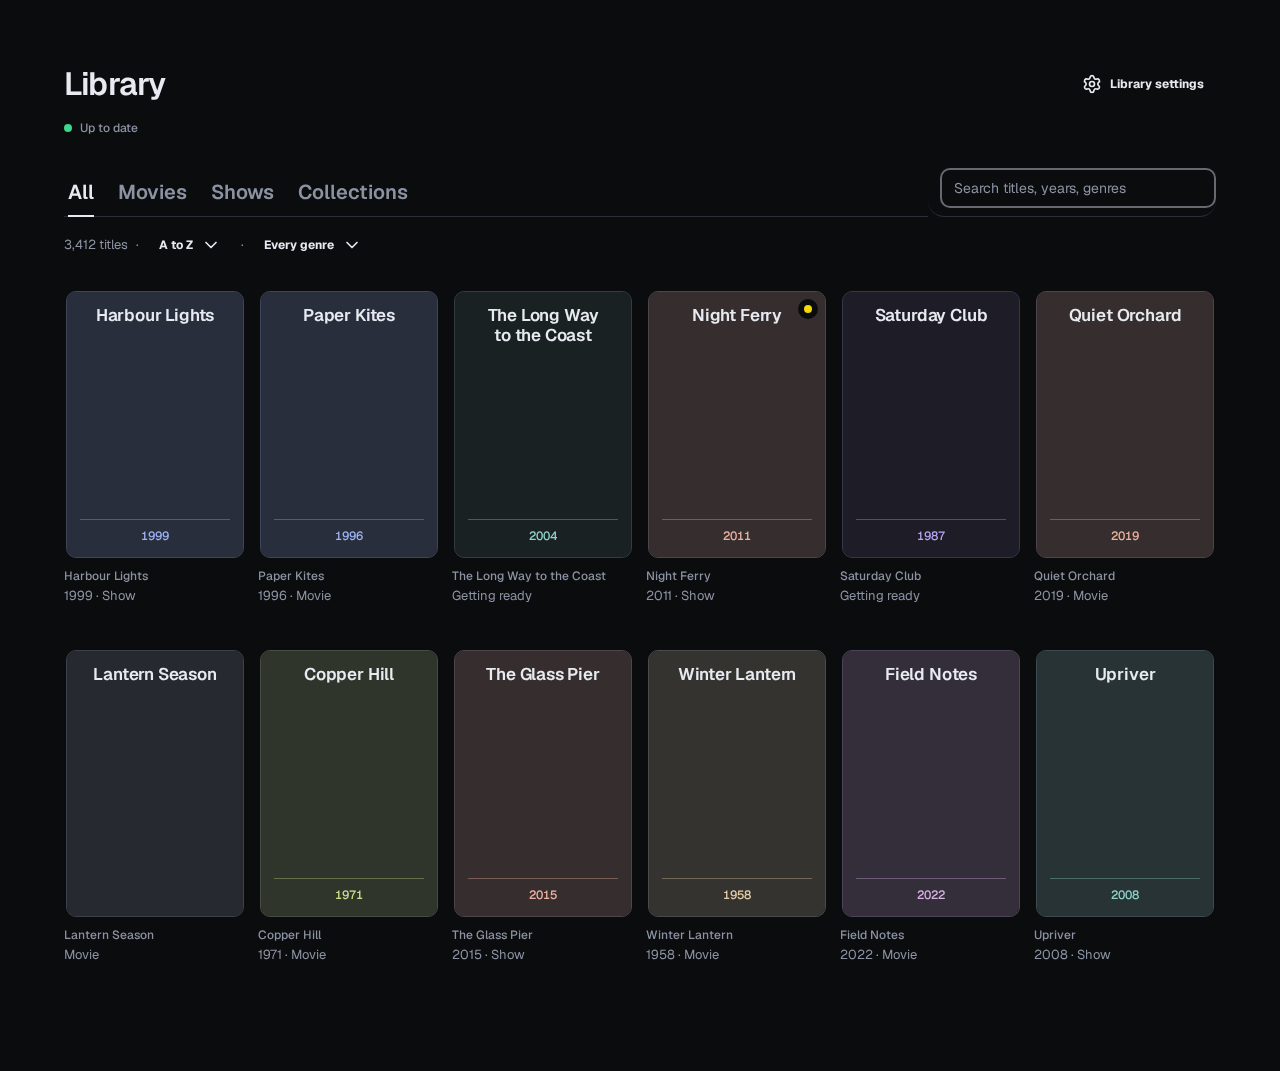 Library
Library settings
Up to date
All Movies Shows Collections
Search titles, years, genres
3,412 titles · A to Z · Every genre
Harbour Lights
1999
Harbour Lights
1999 · Show
Paper Kites
1996
Paper Kites
1996 · Movie
The Long Way
to the Coast
2004
The Long Way to the Coast
Getting ready
Night Ferry
2011
Night Ferry
2011 · Show
Saturday Club
1987
Saturday Club
Getting ready
Quiet Orchard
2019
Quiet Orchard
2019 · Movie
Lantern Season
Lantern Season
Movie
Copper Hill
1971
Copper Hill
1971 · Movie
The Glass Pier
2015
The Glass Pier
2015 · Show
Winter Lantern
1958
Winter Lantern
1958 · Movie
Field Notes
2022
Field Notes
2022 · Movie
Upriver
2008
Upriver
2008 · Show